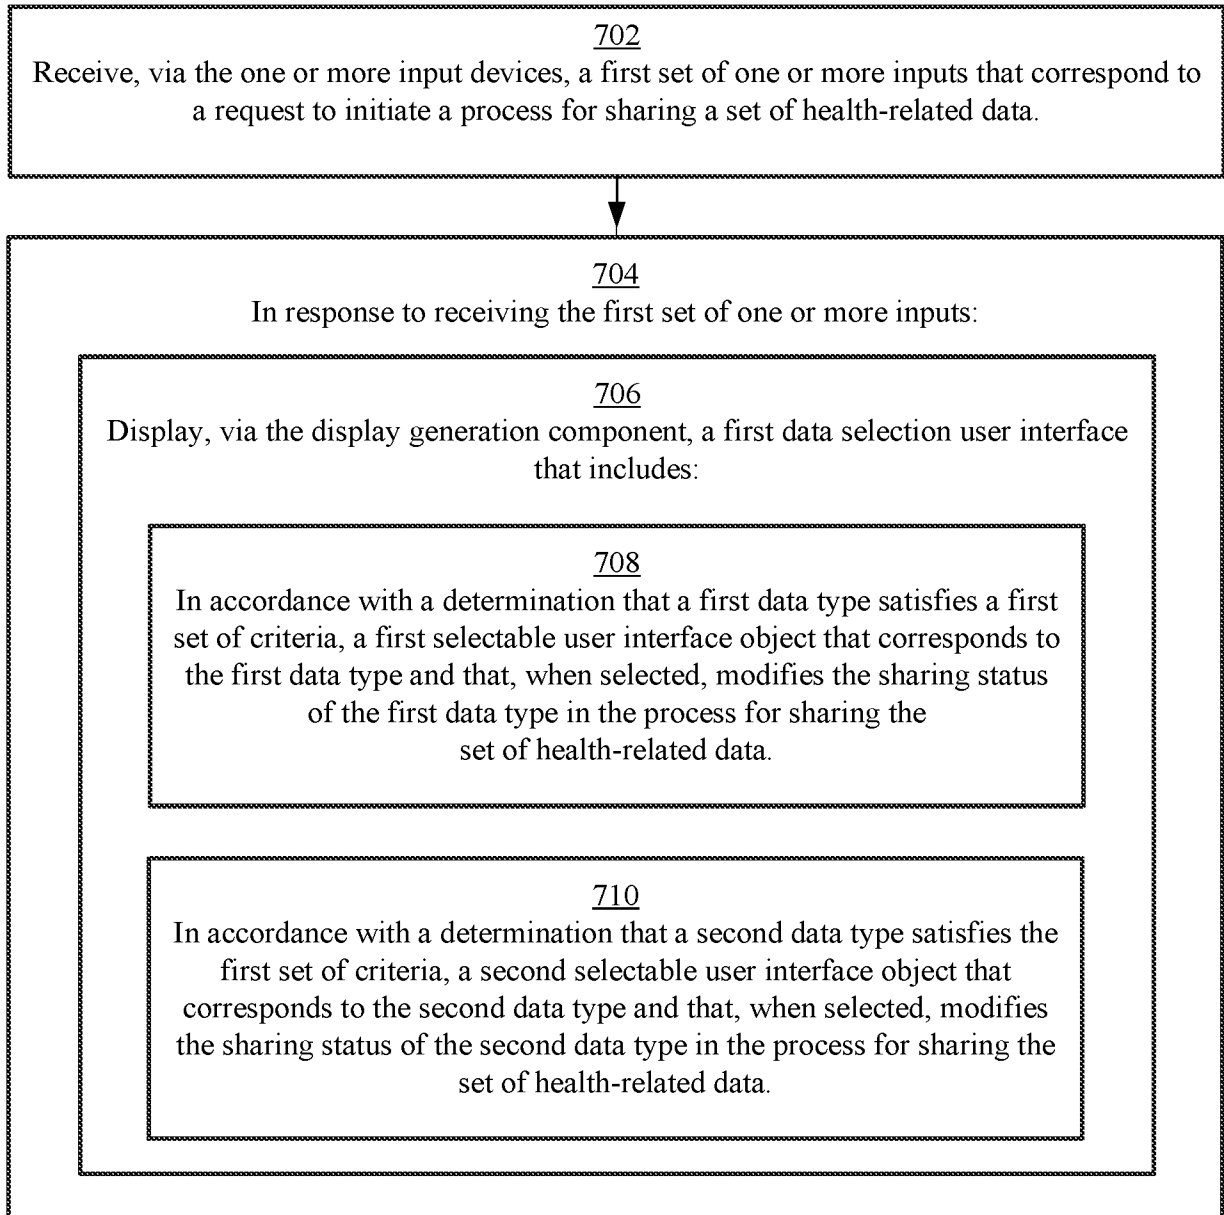 702
Receive, via the one or more input devices, a first set of one or more inputs that correspond to
a request to initiate a process for sharing a set of health-related data.
704
In response to receiving the first set of one or more inputs:
706
Display, via the display generation component, a first data selection user interface
that includes:
708
In accordance with a determination that a first data type satisfies a first
set of criteria, a first selectable user interface object that corresponds to
the first data type and that, when selected, modifies the sharing status
of the first data type in the process for sharing the
set of health-related data.
710
In accordance with a determination that a second data type satisfies the
first set of criteria, a second selectable user interface object that
corresponds to the second data type and that, when selected, modifies
the sharing status of the second data type in the process for sharing the
set of health-related data.